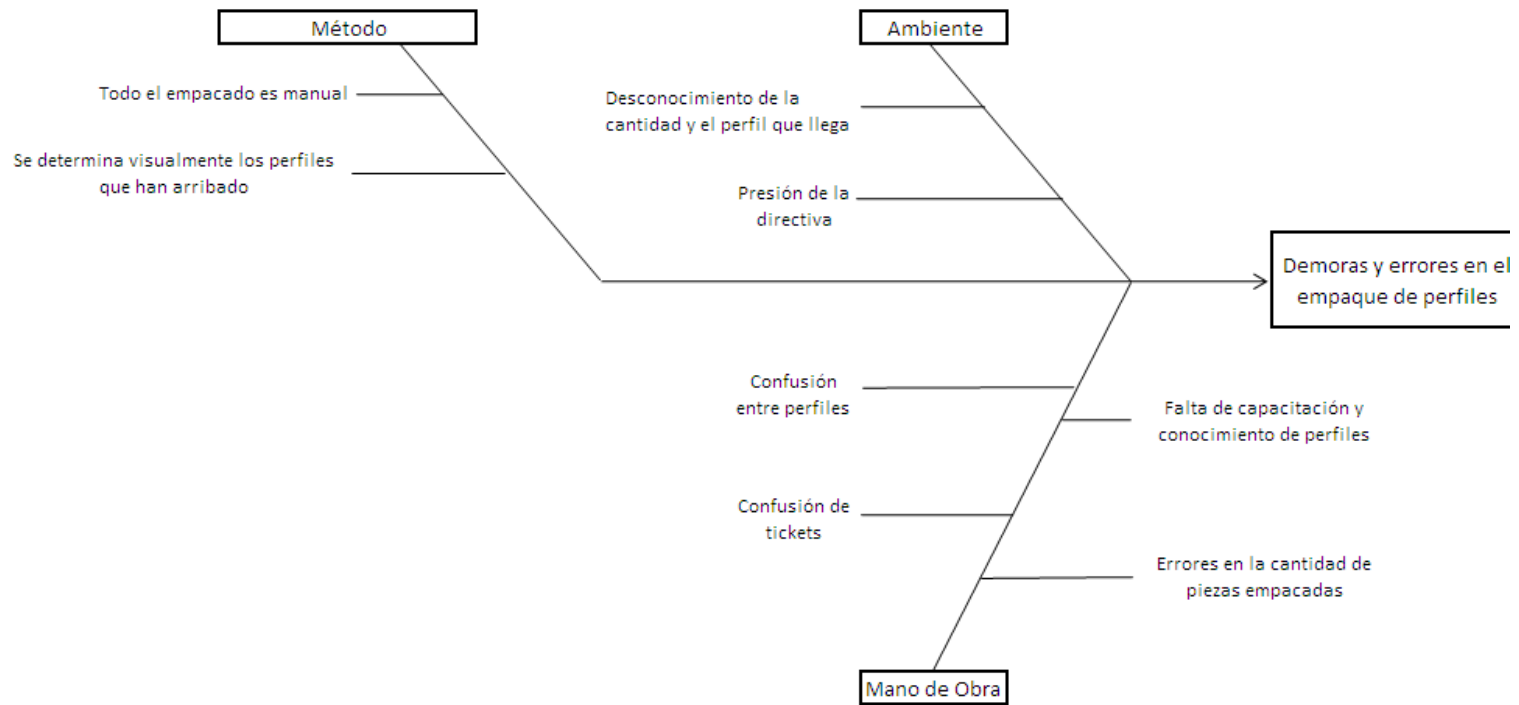 Método
Ambiente
Todo el empacado es manual
Se determina visualmente los perfiles
que han arribado
Desconocimiento de la
cantidad y el perfil que llega
Presión de la
directiva
Demoras y errores en el
empaque de perfiles
Confusión
entre perfiles
Falta de capacitación y
conocimiento de perfiles
Confusión de
tickets
Errores en la cantidad de
piezas empacadas
Mano de Obra